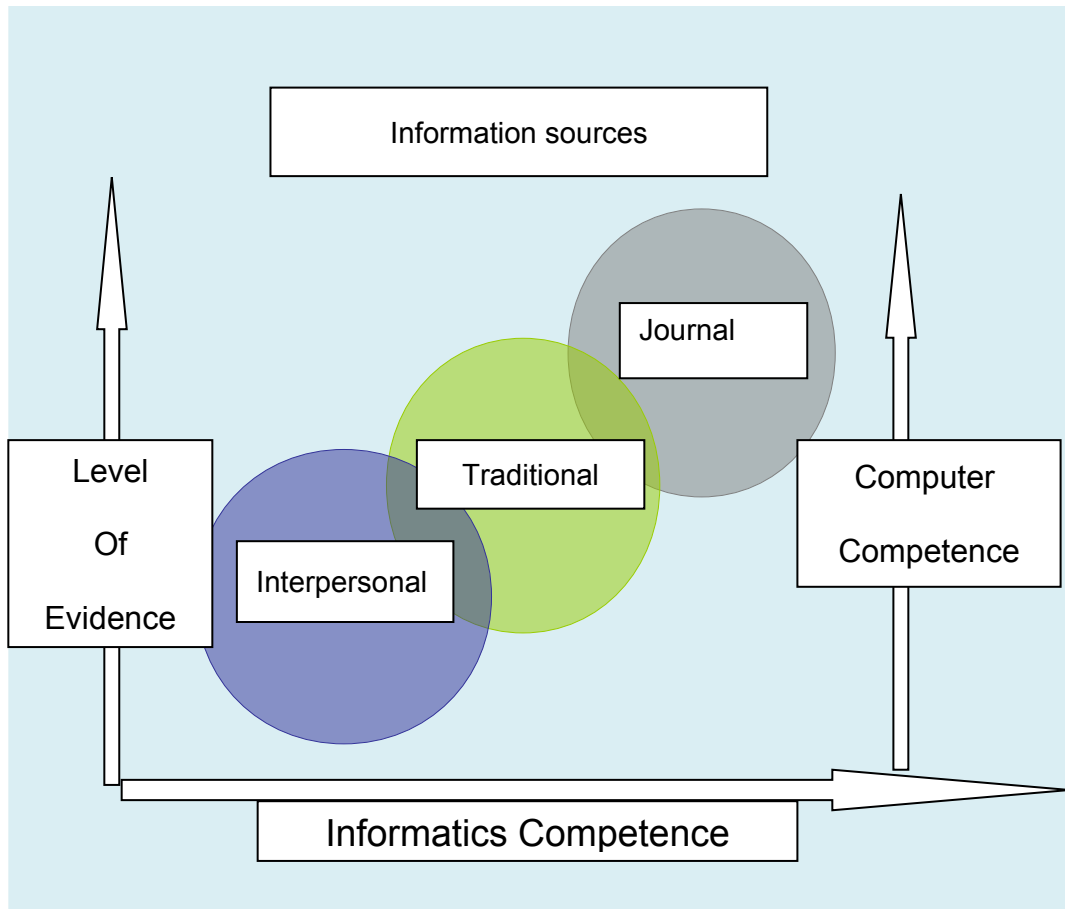 Information sources
Journal
Traditional
Interpersonal
Level
Of
Evidence
Computer
Competence
Informatics Competence